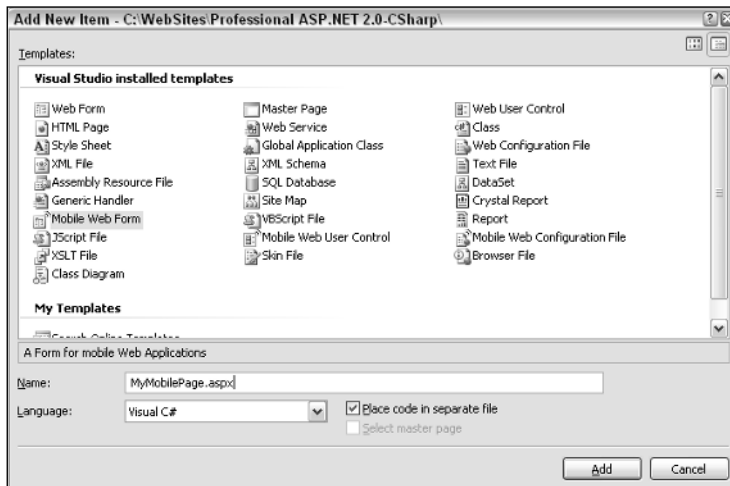 Add New Item - C:\WebSites\Professional ASP.NET 2.0-CSharp\
Templates:
Visual Studio installed templates
Web Form Master Page Web User Control
HTML Page Web Service Class
Style Sheet Global Application Class Web Configuration File
XML File XML Schema Text File
Assembly Resource File SQL Database DataSet
Generic Handler Site Map Crystal Report
Mobile Web Form VBScript File Report
JScript File Mobile Web User Control Mobile Web Configuration File
XSLT File Skin File Browser File
Class Diagram
My Templates
Search Online Templates
A Form for mobile Web Applications
Name: MyMobilePage.aspx
Language: Visual C# Place code in separate file
Select master page
Add Cancel